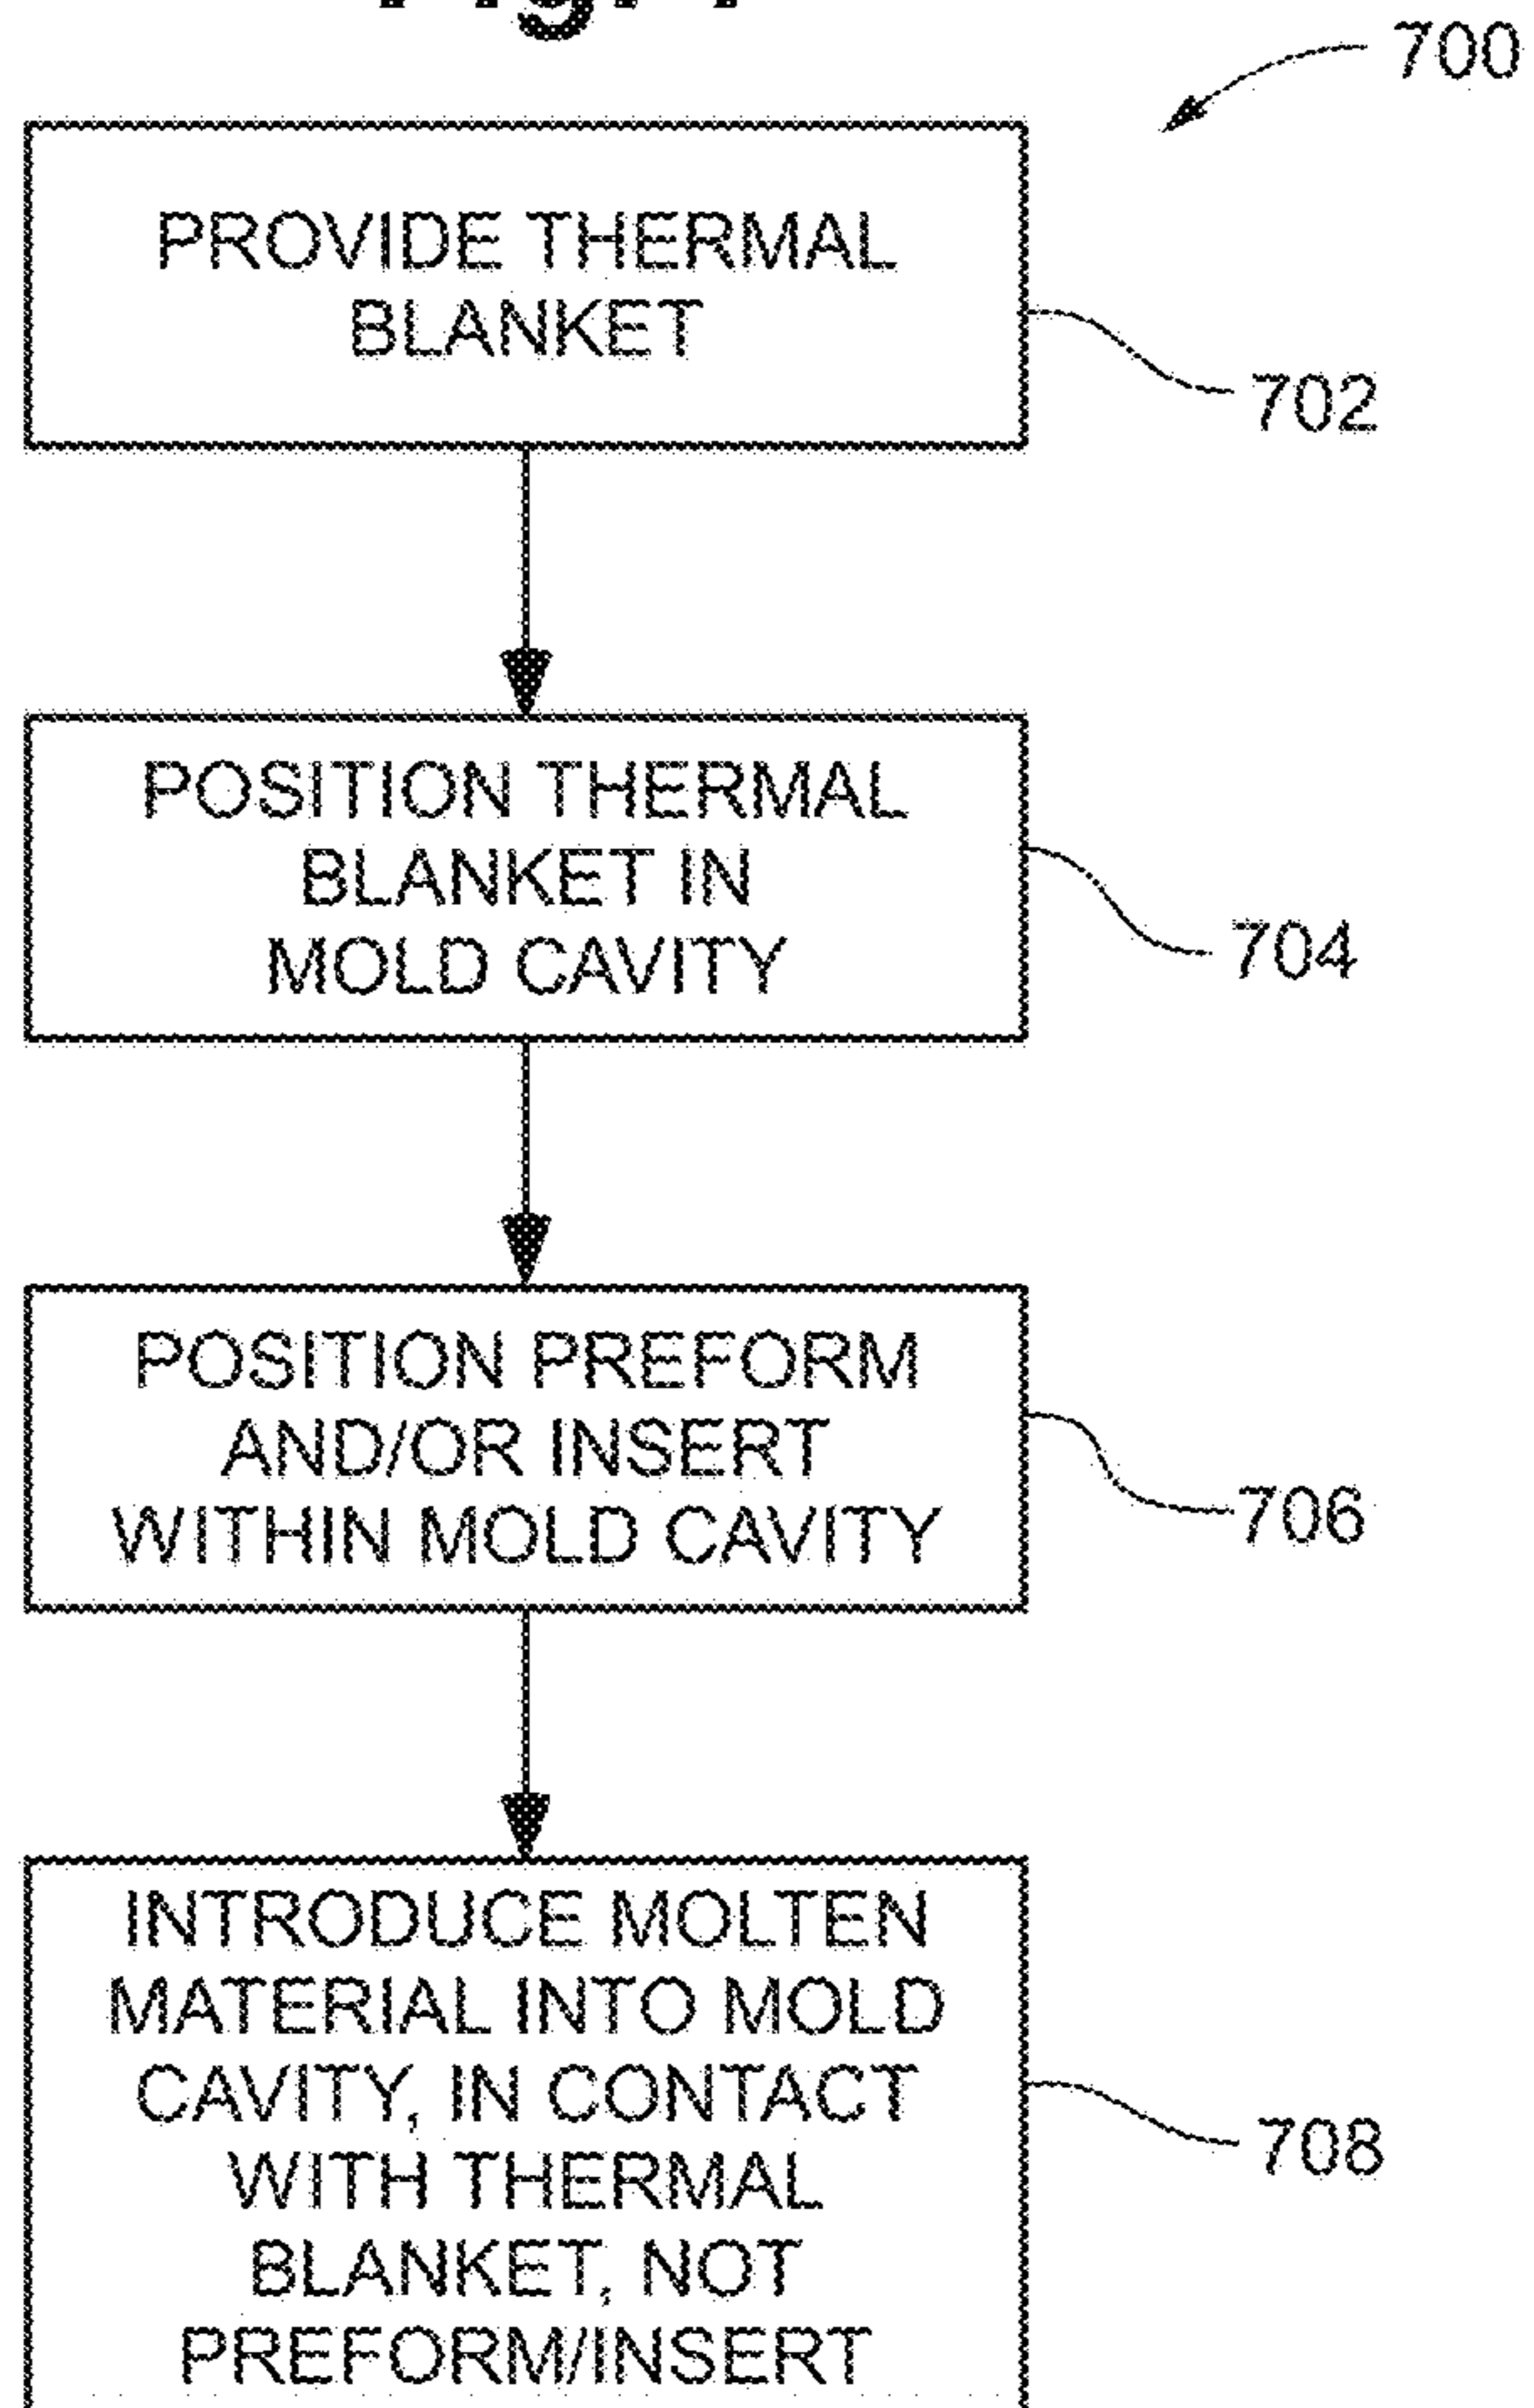 700
PROVIDE THERMAL
BLANKET
702
POSITION THERMAL
BLANKET IN
MOLD CAVITY
704
POSITION PREFORM
AND/OR INSERT
WITHIN MOLD CAVITY
706
INTRODUCE MOLTEN
MATERIAL INTO MOLD
CAVITY, IN CONTACT
WITH THERMAL
BLANKET, NOT
PREFORM/INSERT
708